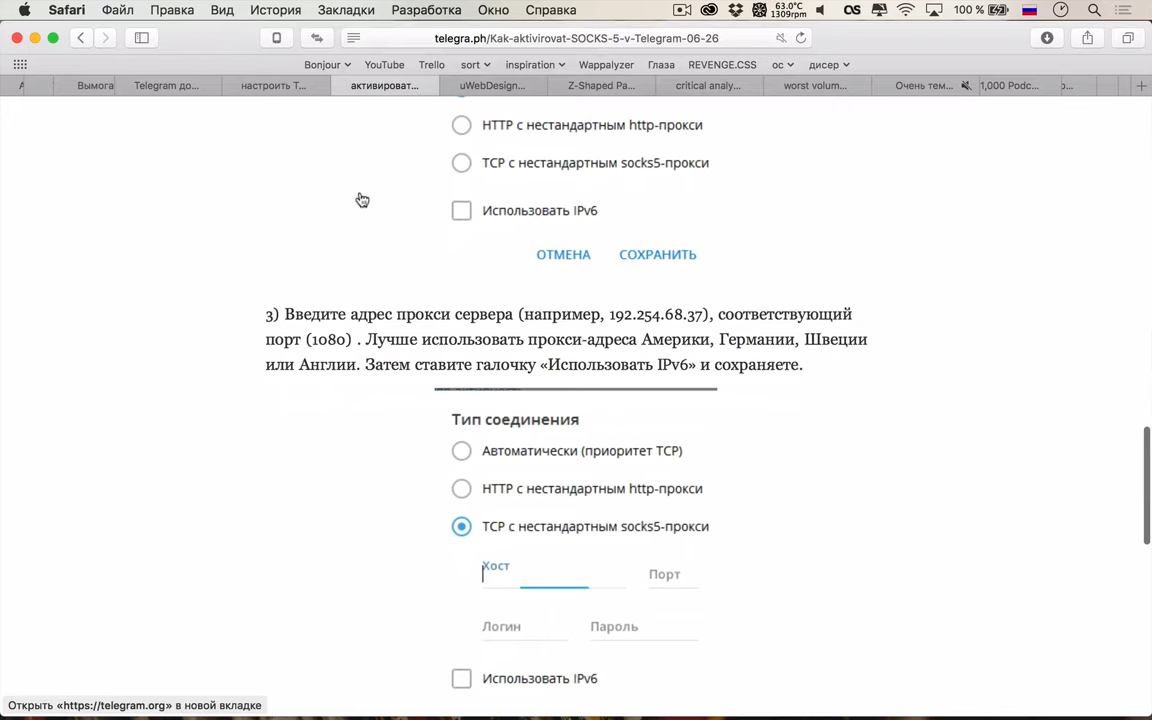 Safari Файл Правка Вид История Закладки Разработка Окно Справка 63.0°C 1309rpm 100 %
telegra.ph/Kak-aktivirovat-SOCKS-5-v-Telegram-06-26
Bonjour YouTube Trello sort inspiration Wappalyzer Глаза REVENGE.CSS ос дисер
Вымога Telegram до... настроить Т... активироват... uWebDesign... Z-Shaped Pa... critical analy... worst volum... Очень тем... 1,000 Podc...
HTTP с нестандартным http-прокси
TCP с нестандартным socks5-прокси
Использовать IPv6
ОТМЕНА СОХРАНИТЬ
3) Введите адрес прокси сервера (например, 192.254.68.37), соответствующий
порт (1080) . Лучше использовать прокси-адреса Америки, Германии, Швеции
или Англии. Затем ставите галочку «Использовать IPv6» и сохраняете.
Тип соединения
Автоматически (приоритет TCP)
HTTP с нестандартным http-прокси
TCP с нестандартным socks5-прокси
Хост
Порт
Логин Пароль
Использовать IPv6
Открыть «https://telegram.org» в новой вкладке